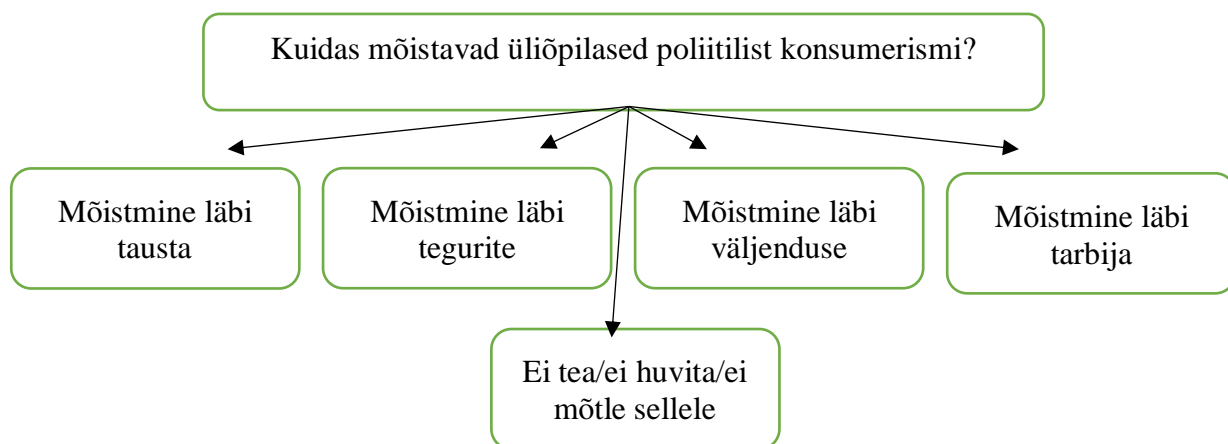 Kuidas mõistavad üliõpilased poliitilist konsumerismi?
Mõistmine läbi
tausta
Mõistmine läbi
tegurite
Mõistmine läbi
väljenduse
Mõistmine läbi
tarbija
Ei tea/ei huvita/ei
mõtle sellele